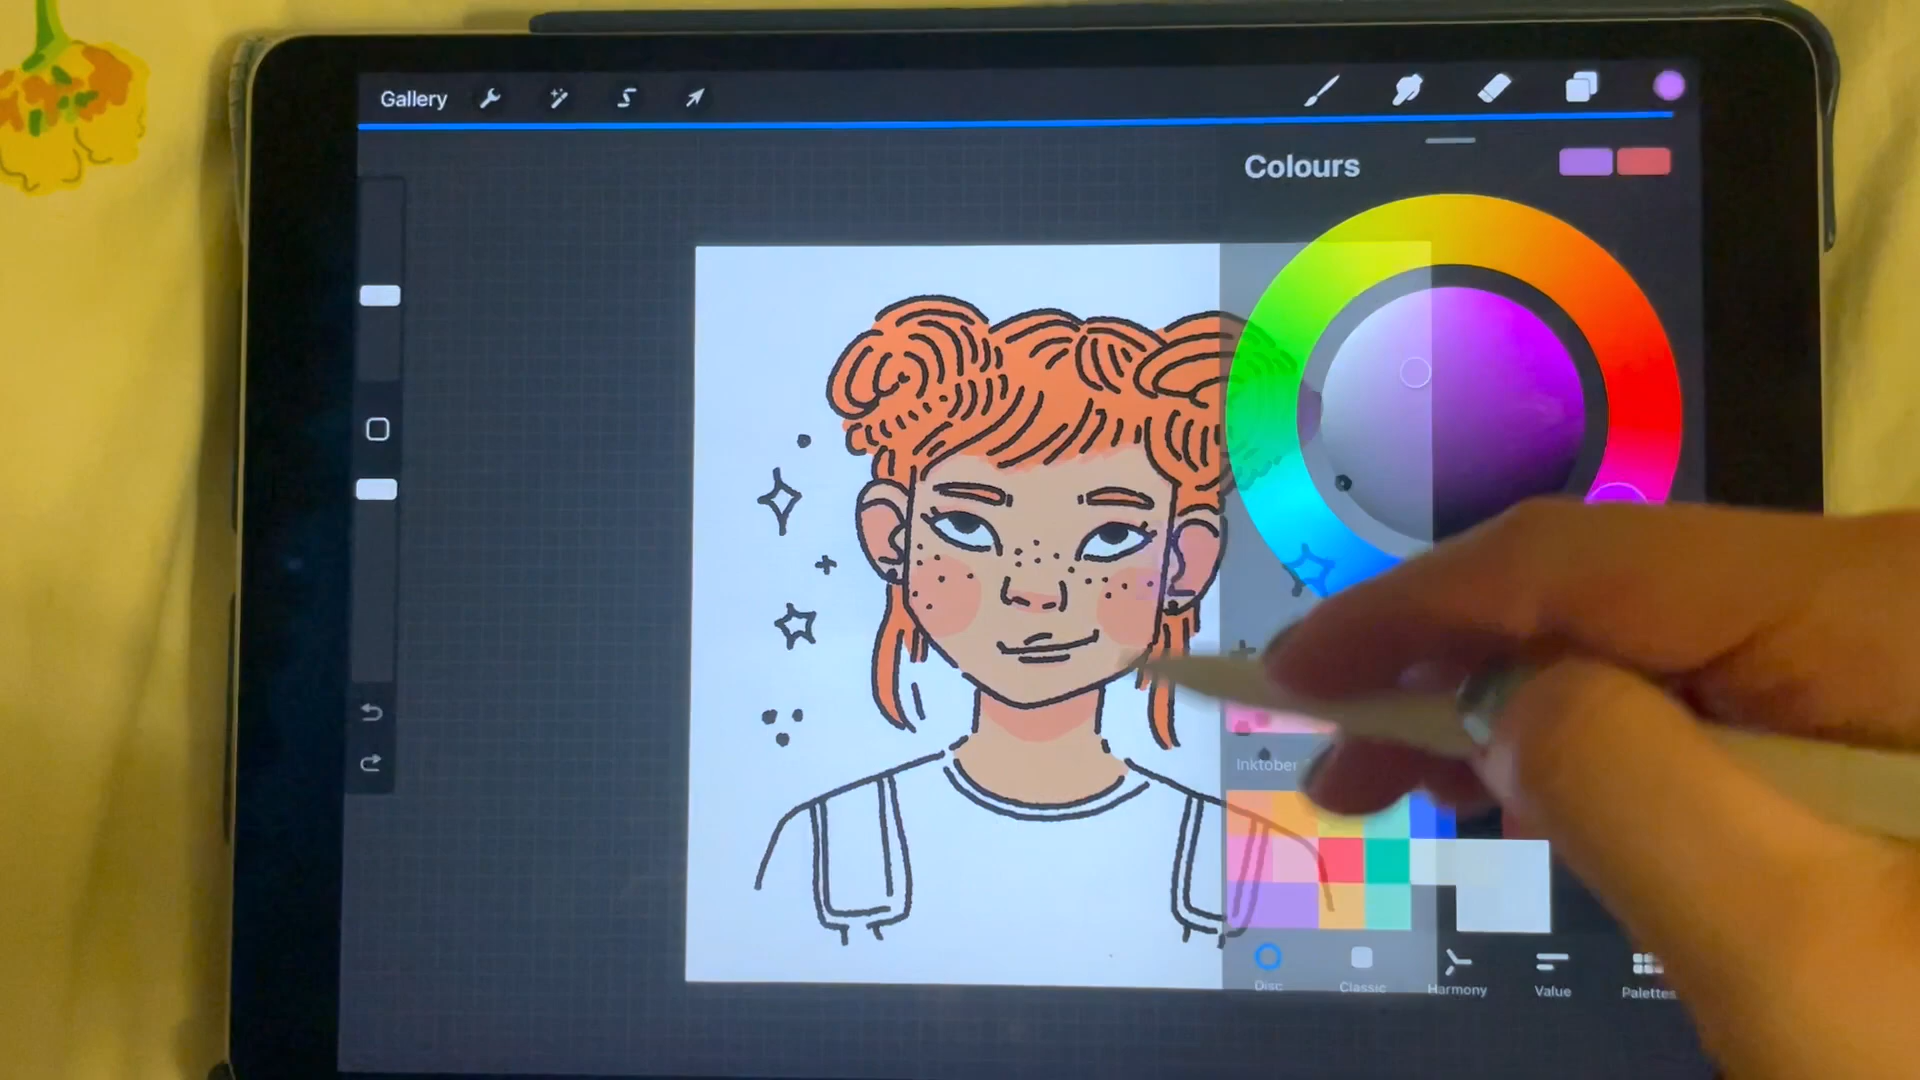 Gallery
Colours
Inktober
Disc
Classic
Harmony
Value
Palettes